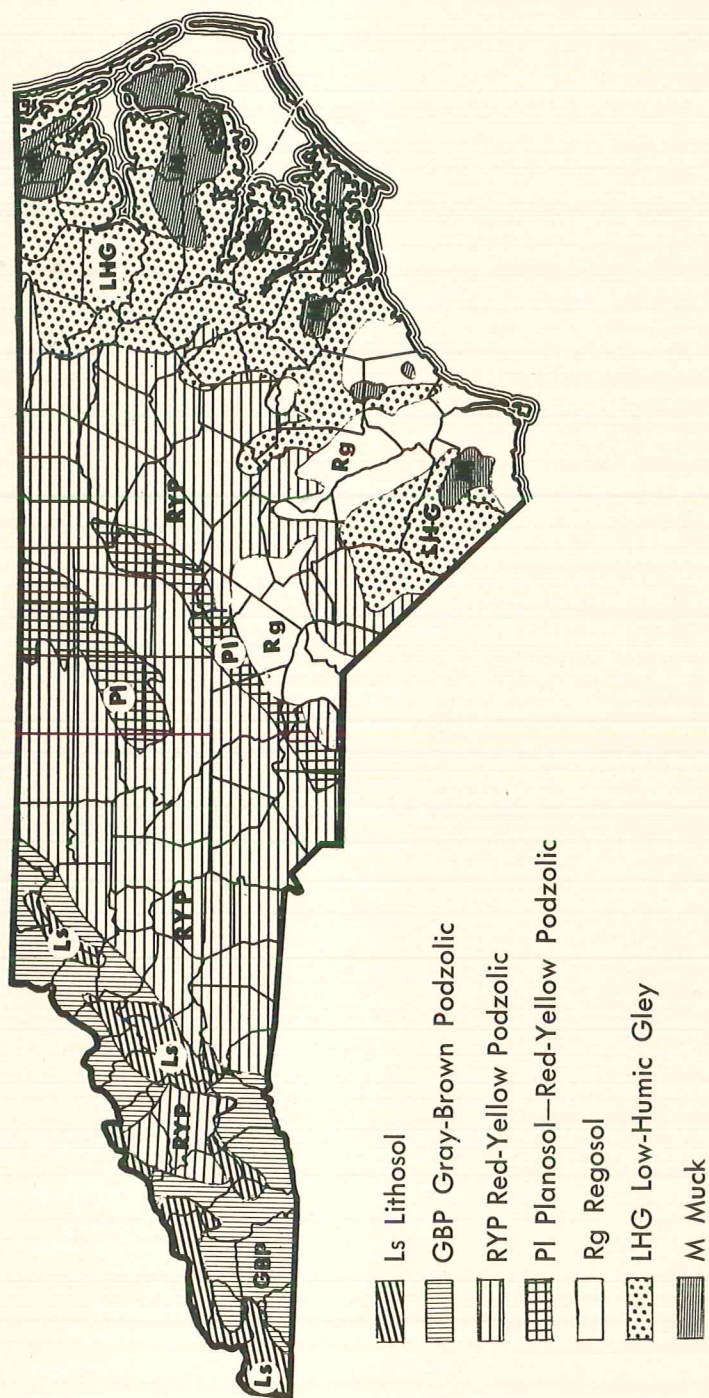 Ls
GBP
RYP
Ls
Ls
RYP
Pl
Pl
Rg
RYP
Rg
LHG
LHG
M
Ls Lithosol
GBP Gray-Brown Podzolic
RYP Red-Yellow Podzolic
Pl Planosol—Red-Yellow Podzolic
Rg Regosol
LHG Low-Humic Gley
M Muck